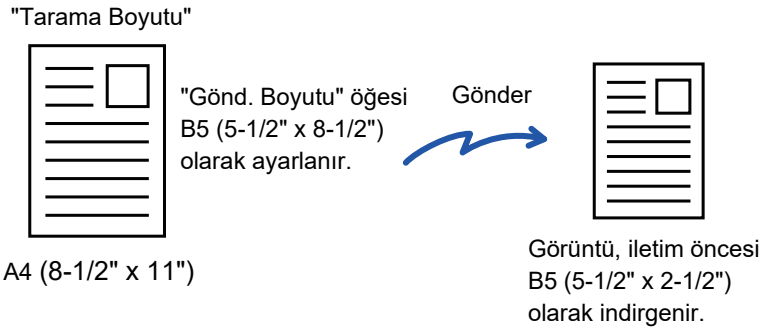 "Tarama Boyutu"
"Gönd. Boyutu" öğesi
B5 (5-1/2" x 8-1/2")
olarak ayarlanır.
Gönder
A4 (8-1/2" x 11")
Görüntü, iletim öncesi
B5 (5-1/2" x 2-1/2")
olarak indirgenir.